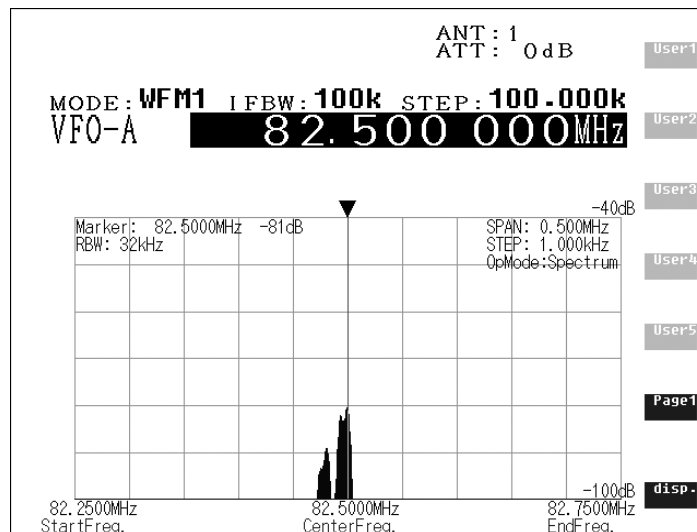 ANT:1
ATT: 0dB
User1
MODE:WFM1 IFBW:100k STEP:100.000k
VFO-A 82.500 000MHz
User2
User3
-40dB
Marker: 82.5000MHz -81dB
SPAN: 0.500MHz
RBW: 32kHz
STEP: 1.000kHz
OpMode:Spectrum
User4
User5
Page1
-100dB
disp.
82.2500MHz 82.5000MHz 82.7500MHz
StartFreq. CenterFreq. EndFreq.